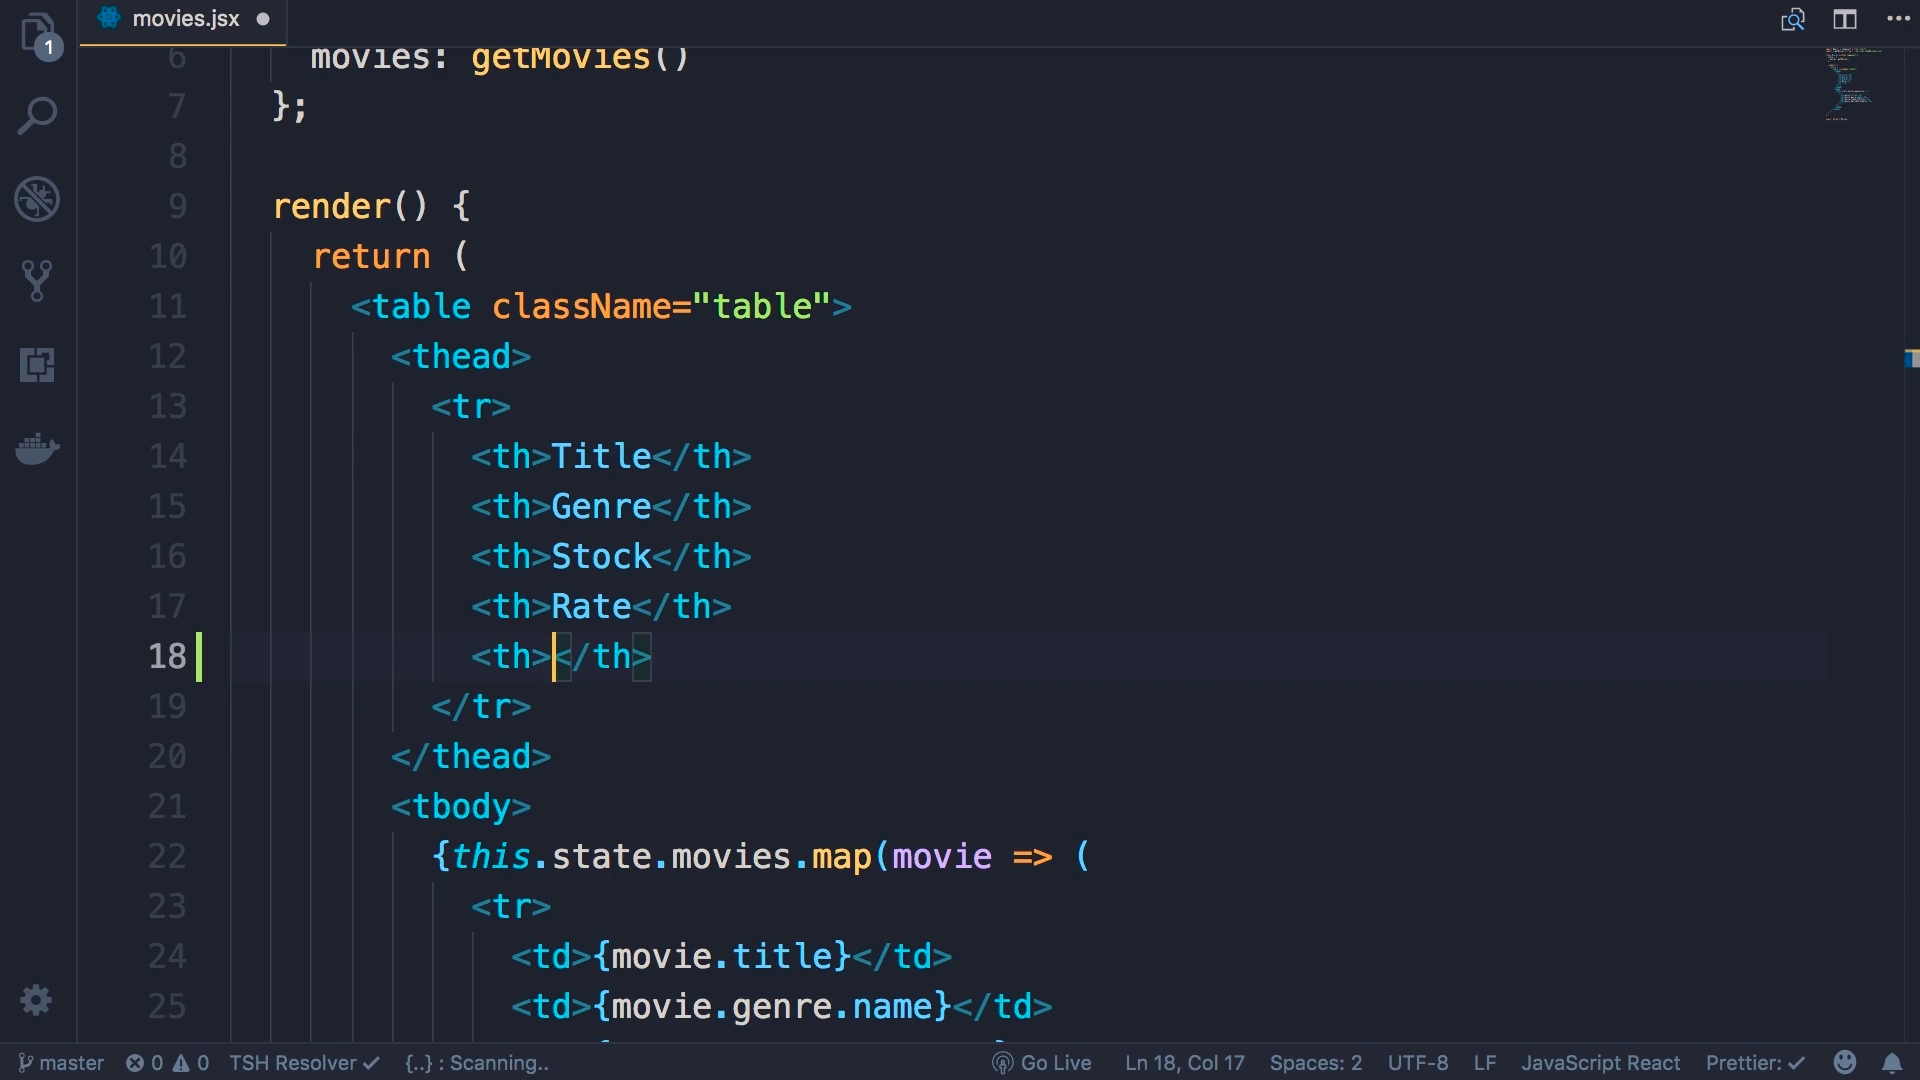 movies.jsx
1
6 movies: getMovies()
7 };
8
9 render() {
10 return (
11 <table className="table">
12 <thead>
13 <tr>
14 <th>Title</th>
15 <th>Genre</th>
16 <th>Stock</th>
17 <th>Rate</th>
18 <th></th>
19 </tr>
20 </thead>
21 <tbody>
22 {this.state.movies.map(movie => (
23 <tr>
24 <td>{movie.title}</td>
25 <td>{movie.genre.name}</td>
master 0 0 TSH Resolver ✓ {..} : Scanning.. Go Live Ln 18, Col 17 Spaces: 2 UTF-8 LF JavaScript React Prettier: ✓